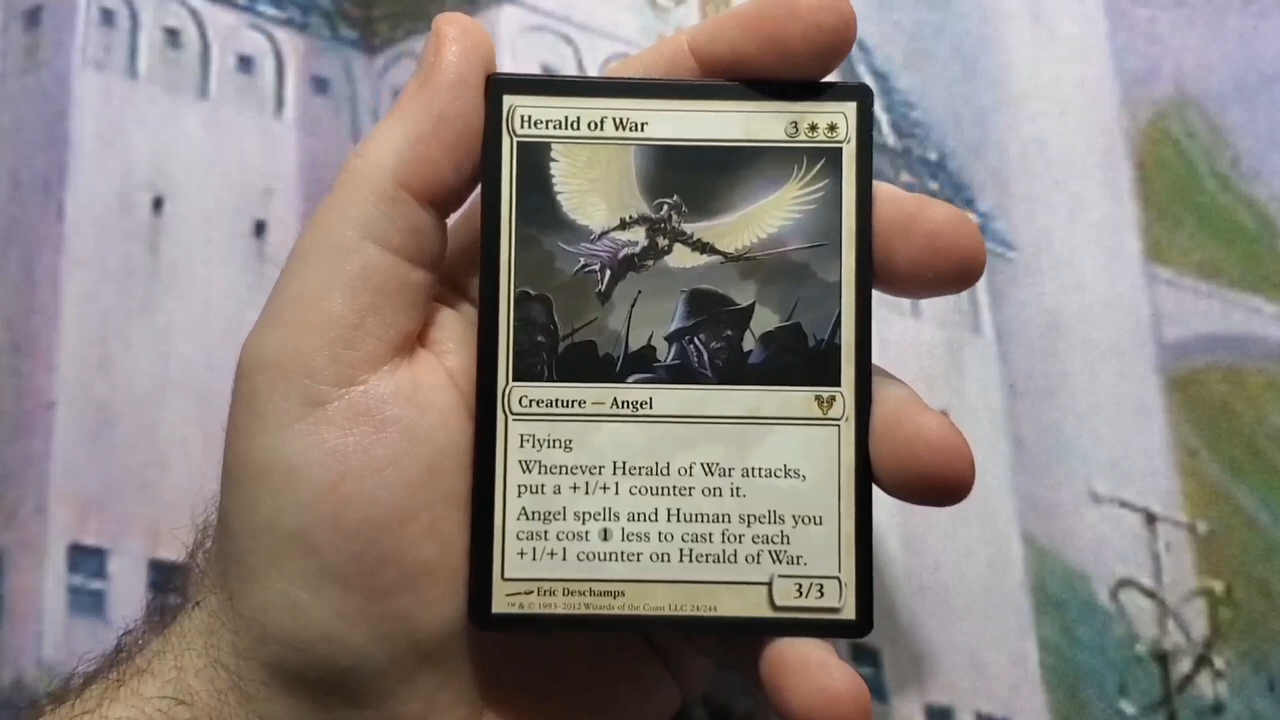 Herald of War 3
Creature — Angel
Flying
Whenever Herald of War attacks,
put a +1/+1 counter on it.
Angel spells and Human spells you
cast cost 1 less to cast for each
+1/+1 counter on Herald of War.
3/3
Eric Deschamps
™ & © 1993–2012 Wizards of the Coast LLC 24/244